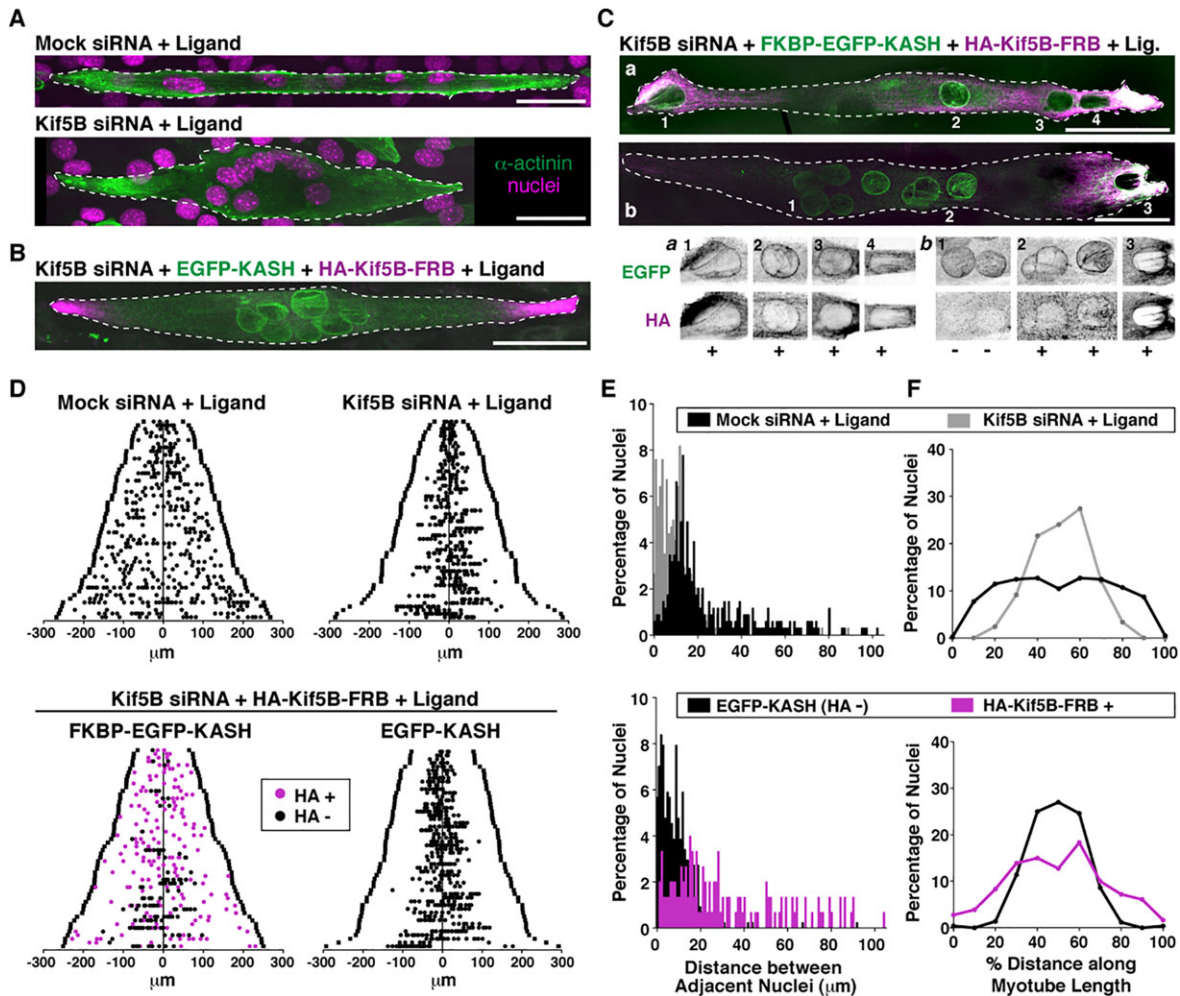 A
Mock siRNA + Ligand
Kif5B siRNA + Ligand
α-actinin
nuclei
B
Kif5B siRNA + EGFP-KASH + HA-Kif5B-FRB + Ligand
C
Kif5B siRNA + FKBP-EGFP-KASH + HA-Kif5B-FRB + Lig.
a
1 2 3 4
b
1 2 3
a 1 2 3 4 b 1 2 3
EGFP
HA
+ + + + - - + + +
D
Mock siRNA + Ligand Kif5B siRNA + Ligand
-300 -200 -100 0 100 200 300 -300 -200 -100 0 100 200 300
μm μm
Kif5B siRNA + HA-Kif5B-FRB + Ligand
FKBP-EGFP-KASH EGFP-KASH
HA +
HA -
-300 -200 -100 0 100 200 300 -300 -200 -100 0 100 200 300
μm μm
E F
Mock siRNA + Ligand Kif5B siRNA + Ligand
Percentage of Nuclei
10
8
6
4
2
0
0 20 40 60 80 100
Percentage of Nuclei
40
30
20
10
0
0 20 40 60 80 100
EGFP-KASH (HA -) HA-Kif5B-FRB +
Percentage of Nuclei
10
8
6
4
2
0
0 20 40 60 80 100
Distance between
Adjacent Nuclei (μm)
Percentage of Nuclei
40
30
20
10
0
0 20 40 60 80 100
% Distance along
Myotube Length